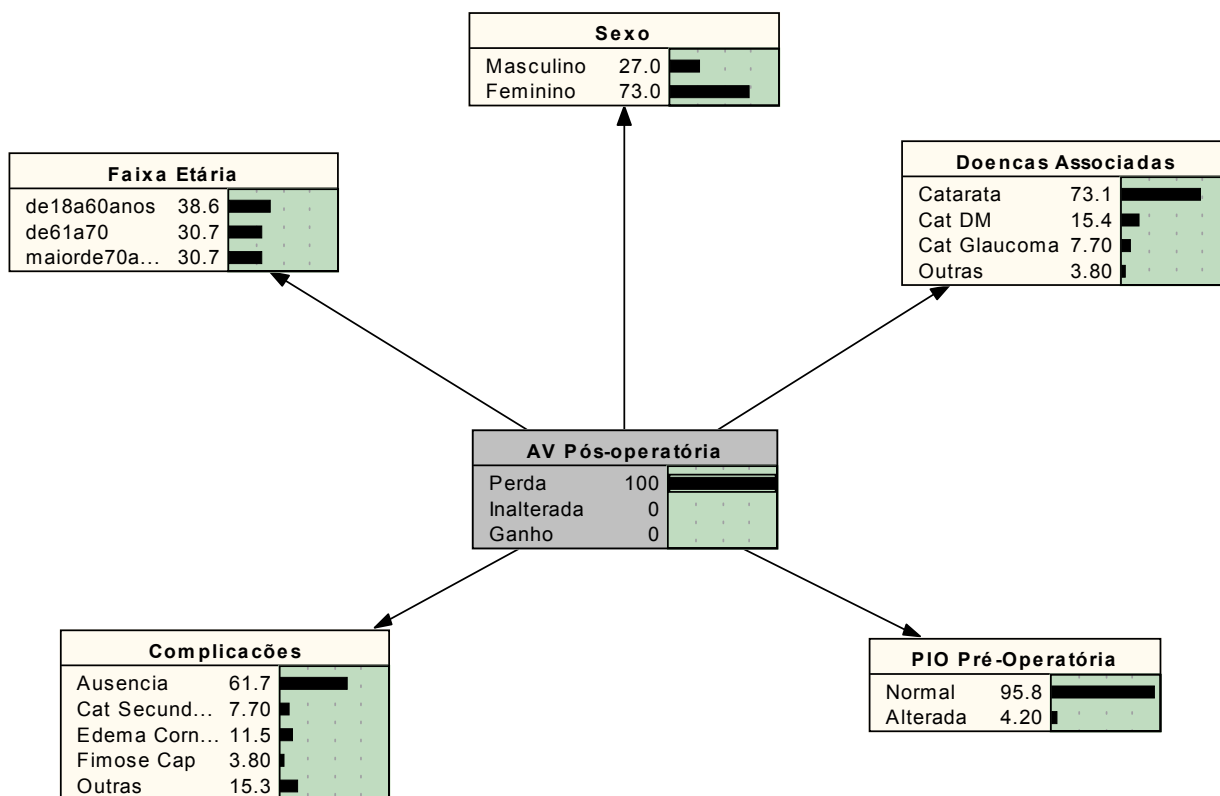 Sexo
Masculino 27.0
Feminino 73.0
Faixa Etária
de18a60anos 38.6
de61a70 30.7
maiorde70a... 30.7
Doencas Associadas
Catarata 73.1
Cat DM 15.4
Cat Glaucoma 7.70
Outras 3.80
AV Pós-operatória
Perda 100
Inalterada 0
Ganho 0
Complicacões
Ausencia 61.7
Cat Secund... 7.70
Edema Corn... 11.5
Fimose Cap 3.80
Outras 15.3
PIO Pré-Operatória
Normal 95.8
Alterada 4.20